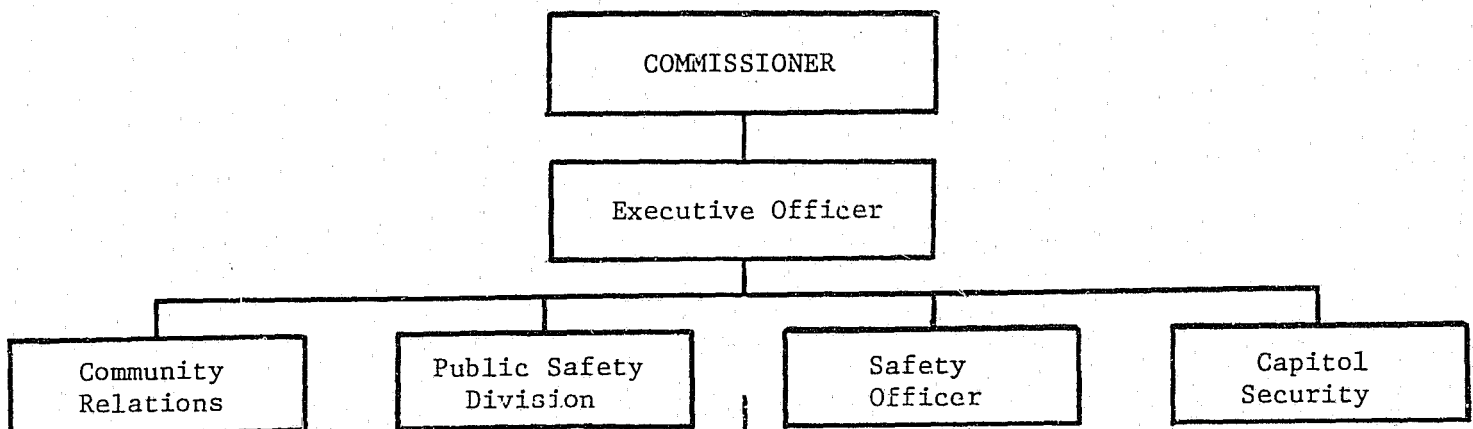 COMMISSIONER
Executive Officer
Community
Relations
Public Safety
Division
Safety
Officer
Capitol
Security